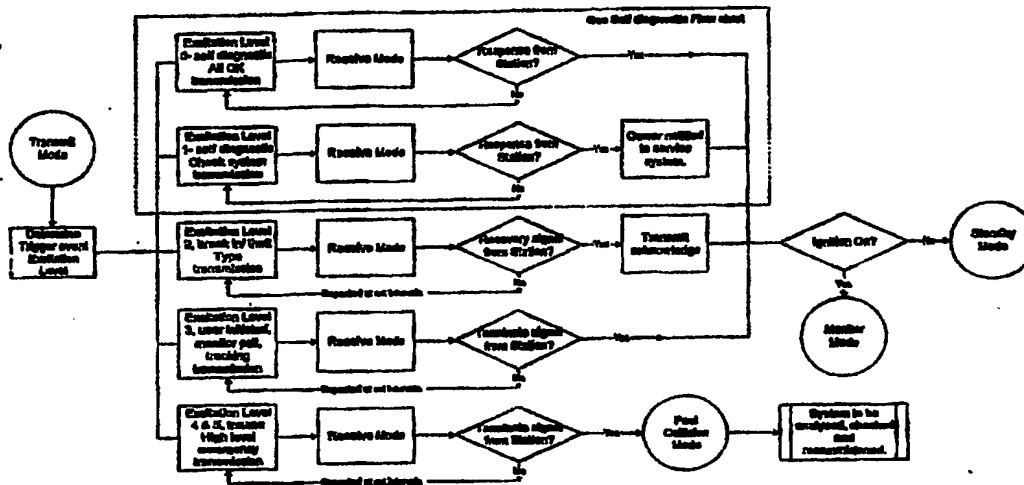 See Self diagnostic Flow chart
Excitation Level
0- self diagnostic
All OK
transmission
Receive Mode
Response from
Station?
Yes
No
Transmit
Mode
Excitation Level
1- self diagnostic
Check system
transmission
Receive Mode
Response from
Station?
Yes
No
Owner notified
to service
system.
Determine
Trigger event
Excitation
Level
Excitation Level
2, break in/ theft
Type
transmission
Receive Mode
Recovery signal
from Station?
Yes
No
Repeated at set intervals
Transmit
acknowledge
Ignition On?
No
Yes
Standby
Mode
Monitor
Mode
Excitation Level
3, user initiated,
monitor poll,
tracking
transmission
Receive Mode
Terminate signal
from Station?
Yes
No
Repeated at set intervals
Excitation Level
4 & 5, trauma
High level
emergency
transmission
Receive Mode
Terminate signal
from Station?
Yes
No
Repeated at set intervals
Post
Collision
Mode
System to be
analysed, checked
and
recommissioned.